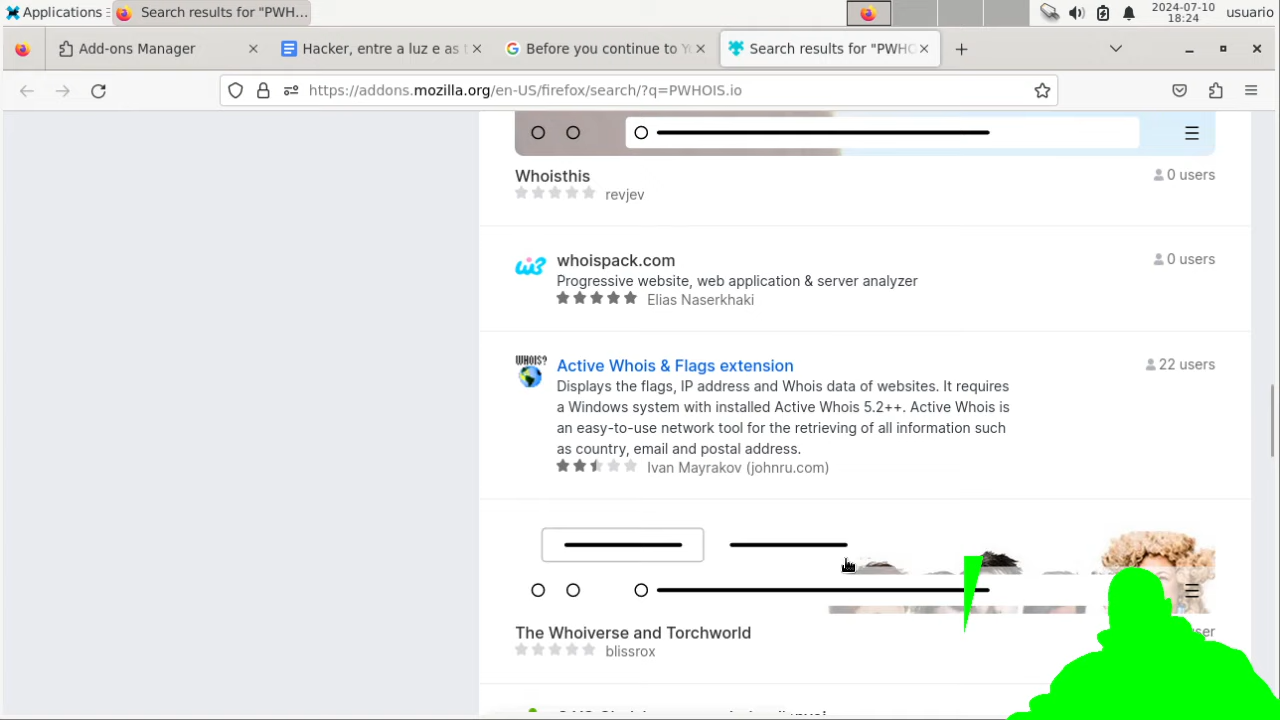 Applications
Search results for "PWH...
2024-07-10
18:24
usuario
Add-ons Manager
Hacker, entre a luz e as t
Before you continue to Yo
Search results for "PWHO
https://addons.mozilla.org/en-US/firefox/search/?q=PWHOIS.io
Whoisthis
0 users
revjev
whoispack.com
0 users
Progressive website, web application & server analyzer
Elias Naserkhaki
WHOIS?
Active Whois & Flags extension
22 users
Displays the flags, IP address and Whois data of websites. It requires
a Windows system with installed Active Whois 5.2++. Active Whois is
an easy-to-use network tool for the retrieving of all information such
as country, email and postal address.
Ivan Mayrakov (johnru.com)
The Whoiverse and Torchworld
blissrox